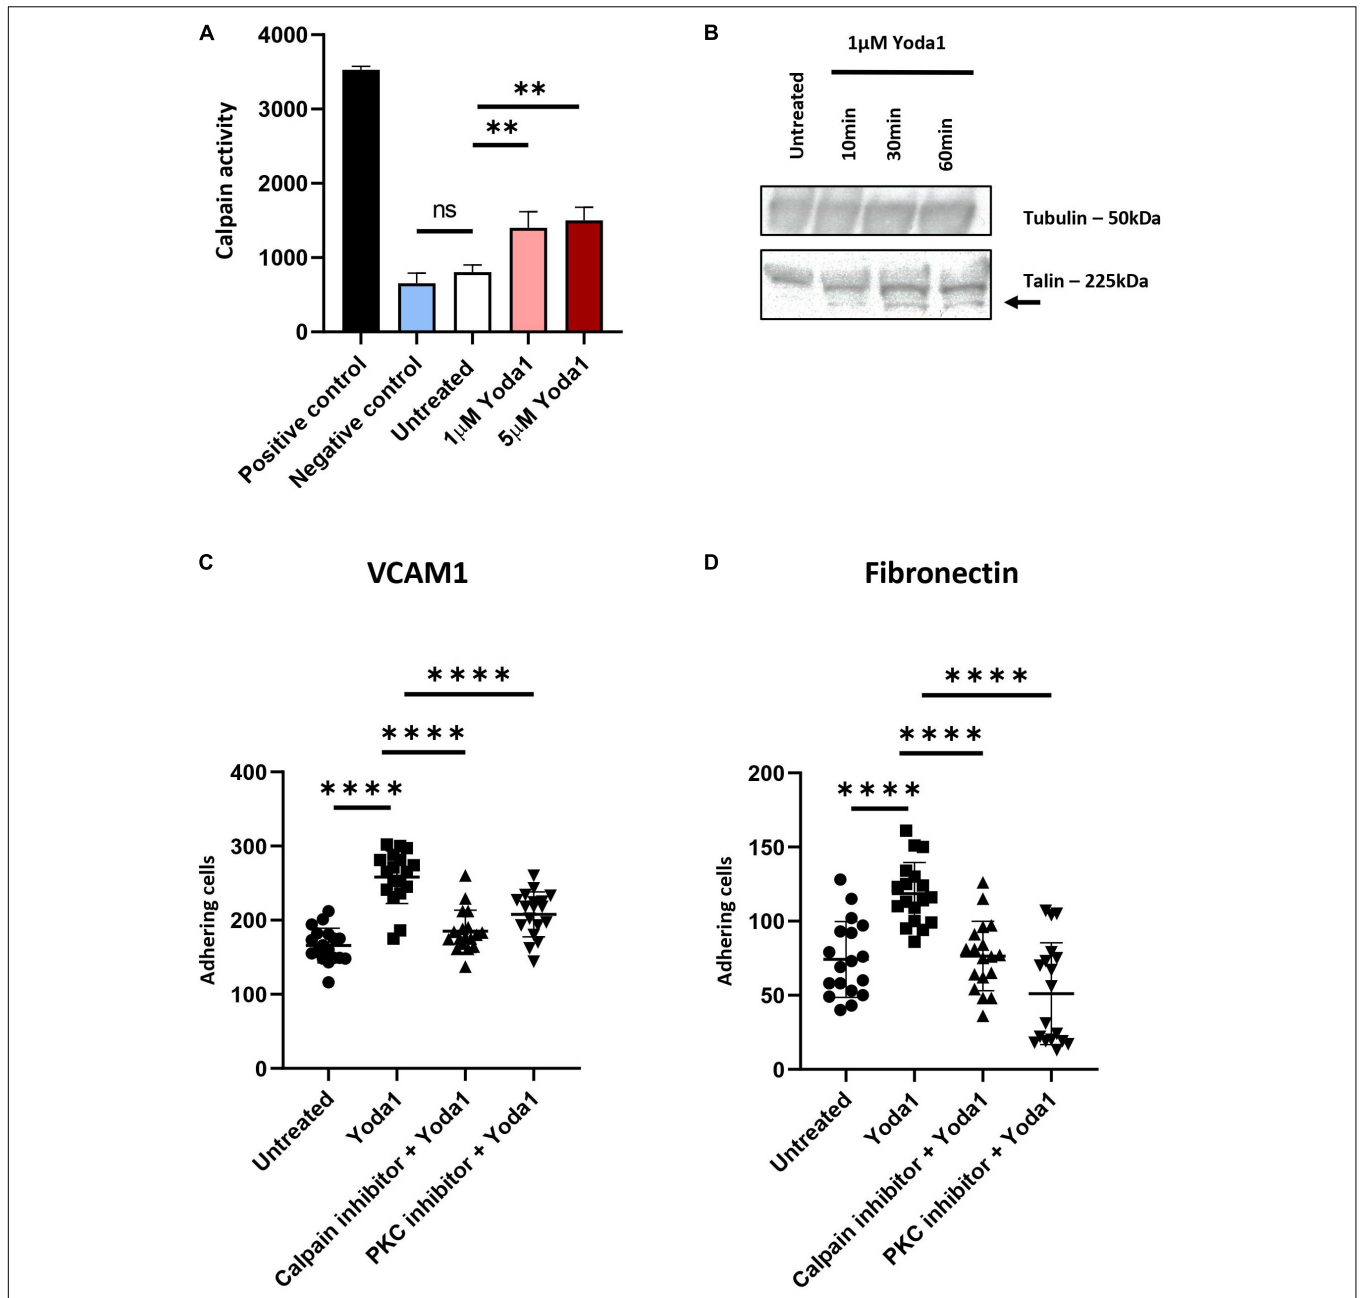 A
4000
3000
2000
1000
0
Calpain activity
ns
**
**
Positive control
Negative control
Untreated
1μM Yoda1
5μM Yoda1
B
1μM Yoda1
Untreated
10min
30min
60min
Tubulin – 50kDa
Talin – 225kDa
C
VCAM1
****
****
****
400
300
200
100
0
Adhering cells
Untreated
Yoda1
Calpain inhibitor + Yoda1
PKC inhibitor + Yoda1
D
Fibronectin
****
****
****
200
150
100
50
0
Adhering cells
Untreated
Yoda1
Calpain inhibitor + Yoda1
PKC inhibitor + Yoda1